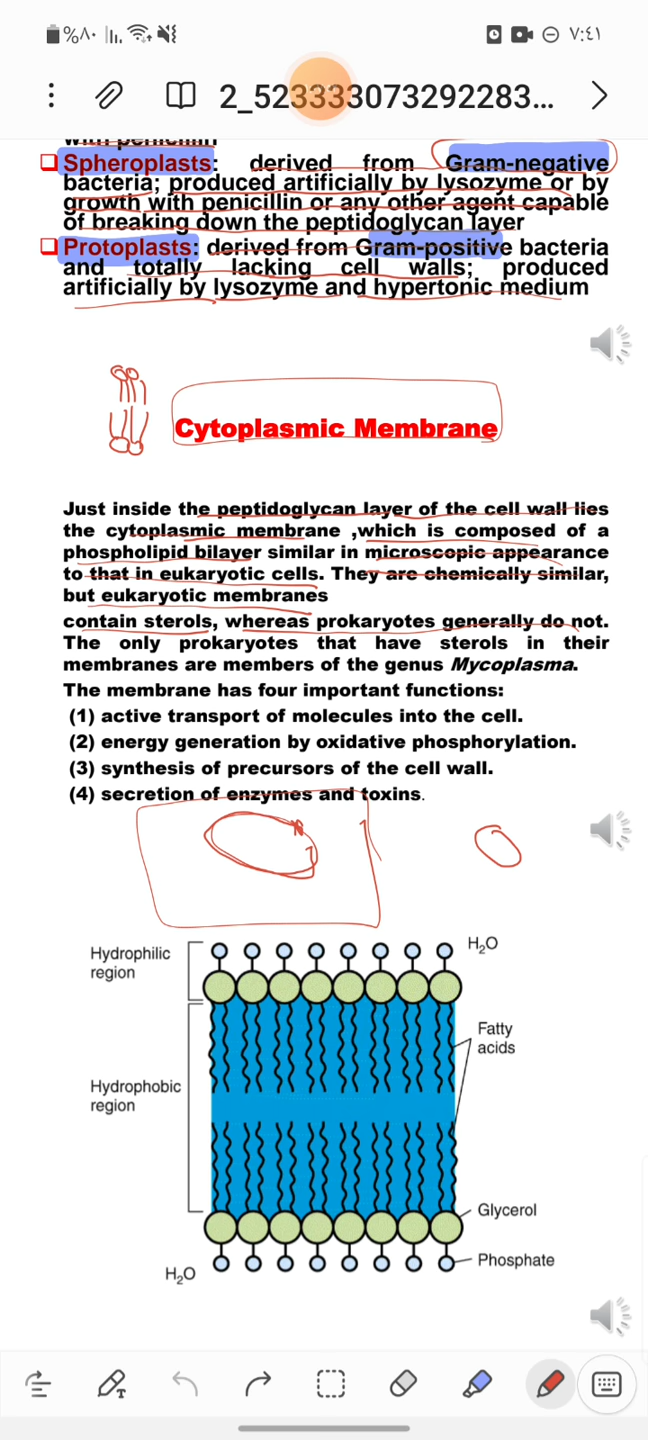 %٨٠
٧:٤١
2_523333073292283...
with penicillin
Spheroplasts: derived from Gram-negative
bacteria; produced artificially by lysozyme or by
growth with penicillin or any other agent capable
of breaking down the peptidoglycan layer
Protoplasts: derived from Gram-positive bacteria
and totally lacking cell walls; produced
artificially by lysozyme and hypertonic medium
Cytoplasmic Membrane
Just inside the peptidoglycan layer of the cell wall lies
the cytoplasmic membrane ,which is composed of a
phospholipid bilayer similar in microscopic appearance
to that in eukaryotic cells. They are chemically similar,
but eukaryotic membranes
contain sterols, whereas prokaryotes generally do not.
The only prokaryotes that have sterols in their
membranes are members of the genus Mycoplasma.
The membrane has four important functions:
(1) active transport of molecules into the cell.
(2) energy generation by oxidative phosphorylation.
(3) synthesis of precursors of the cell wall.
(4) secretion of enzymes and toxins.
Hydrophilic
region
H₂O
Fatty
acids
Hydrophobic
region
Glycerol
Phosphate
H₂O